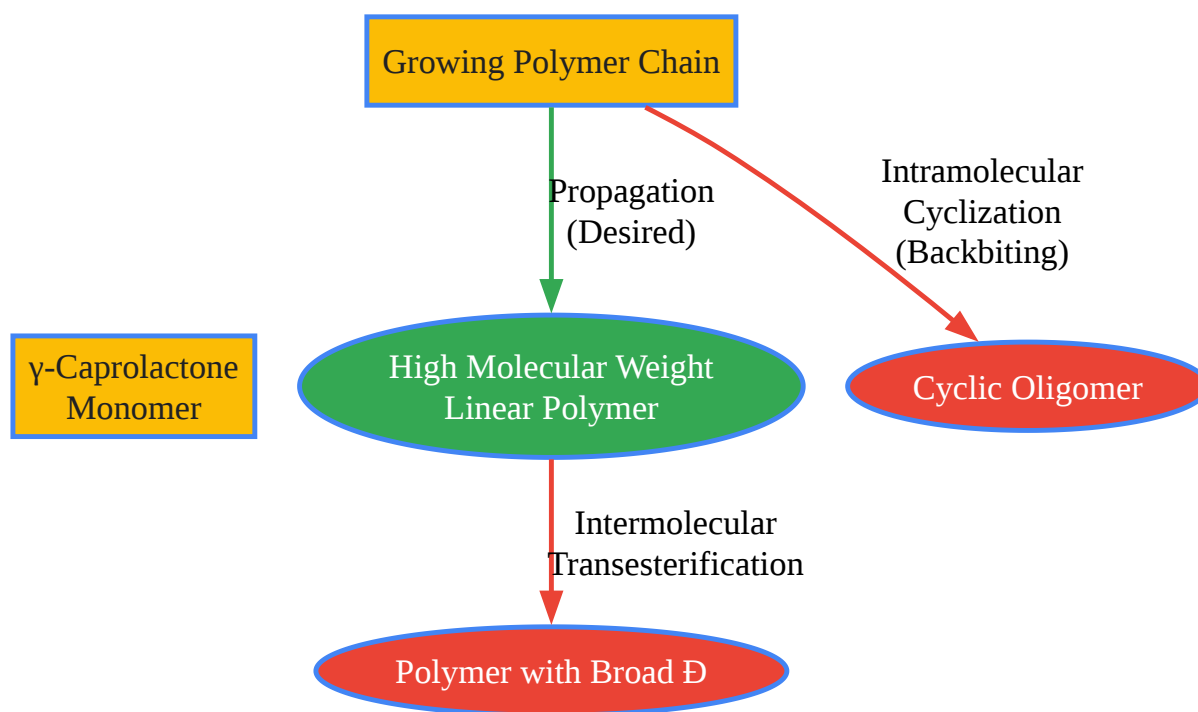 Growing Polymer Chain
Propagation
(Desired)
Intramolecular
Cyclization
(Backbiting)
γ-Caprolactone
Monomer
High Molecular Weight
Linear Polymer
Cyclic Oligomer
Intermolecular
Transesterification
Polymer with Broad Đ